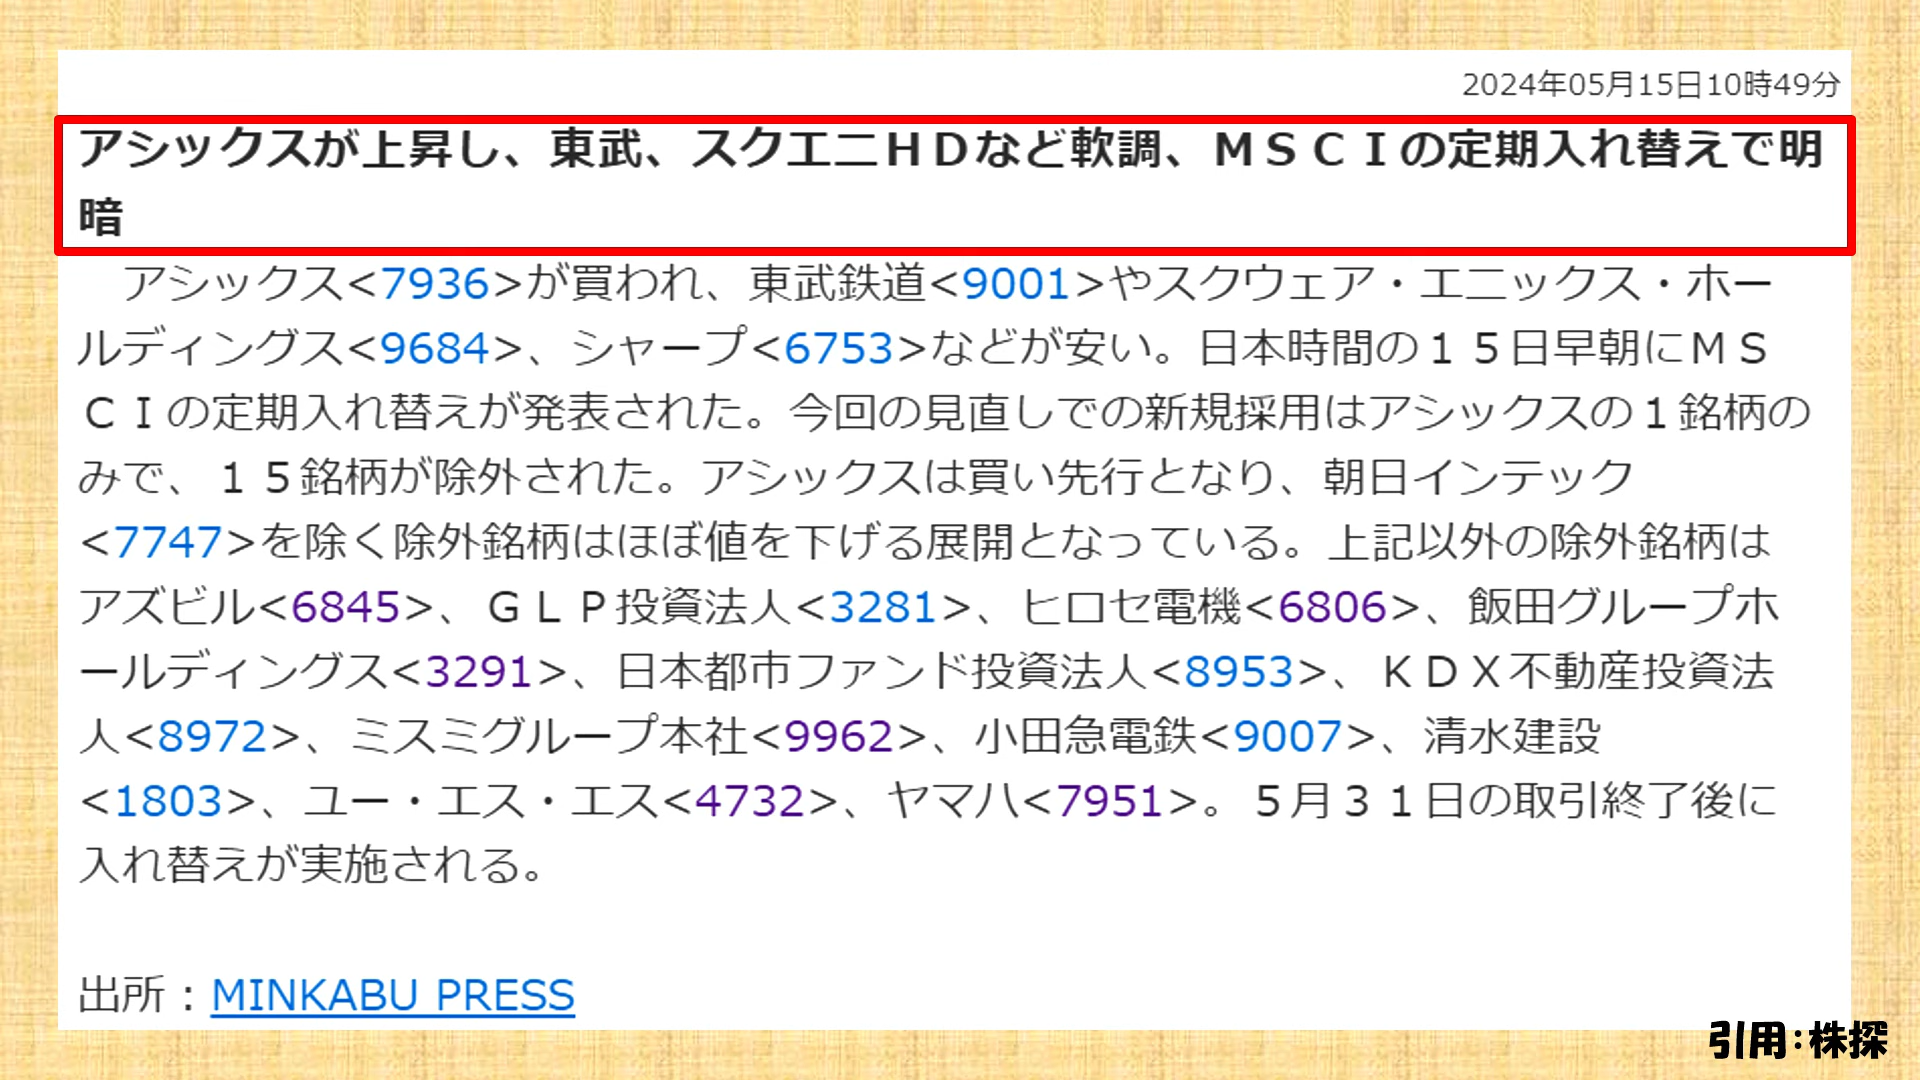 2024年05月15日10時49分
アシックスが上昇し、東武、スクエニＨＤなど軟調、ＭＳＣＩの定期入れ替えで明
暗
アシックス<7936>が買われ、東武鉄道<9001>やスクウェア・エニックス・ホー
ルディングス<9684>、シャープ<6753>などが安い。日本時間の１５日早朝にＭＳ
ＣＩの定期入れ替えが発表された。今回の見直しでの新規採用はアシックスの１銘柄の
みで、１５銘柄が除外された。アシックスは買い先行となり、朝日インテック
<7747>を除く除外銘柄はほぼ値を下げる展開となっている。上記以外の除外銘柄は
アズビル<6845>、ＧＬＰ投資法人<3281>、ヒロセ電機<6806>、飯田グループホ
ールディングス<3291>、日本都市ファンド投資法人<8953>、ＫＤＸ不動産投資法
人<8972>、ミスミグループ本社<9962>、小田急電鉄<9007>、清水建設
<1803>、ユー・エス・エス<4732>、ヤマハ<7951>。５月３１日の取引終了後に
入れ替えが実施される。
出所：MINKABU PRESS
引用：株探